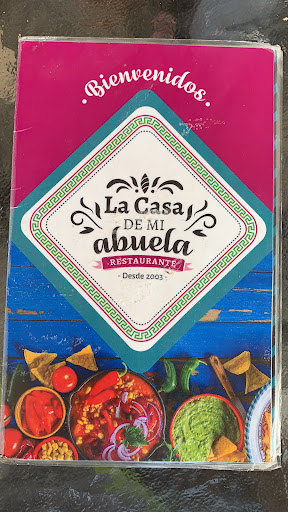 ·Bienvenidos·
La Casa
DE MI
abuela
RESTAURANTE
- Desde 2003 -